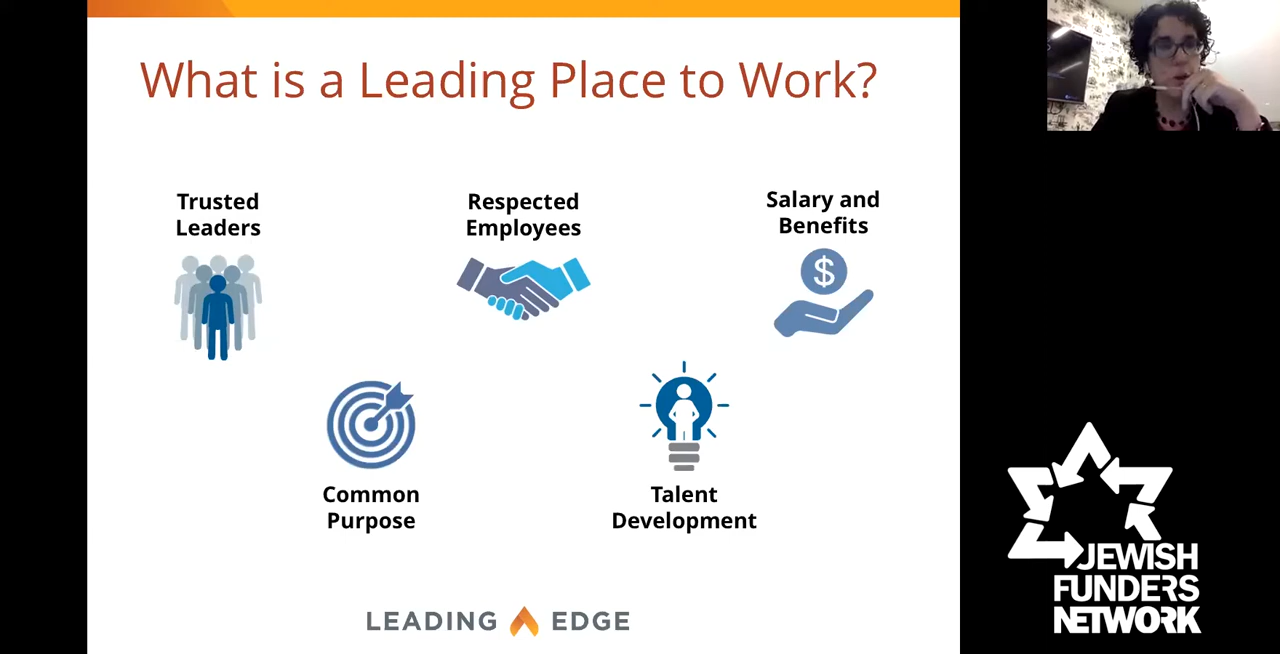 What is a Leading Place to Work?
Trusted
Leaders
Respected
Employees
Salary and
Benefits
$
Common
Purpose
Talent
Development
LEADING EDGE
JEWISH
FUNDERS
NETWORK